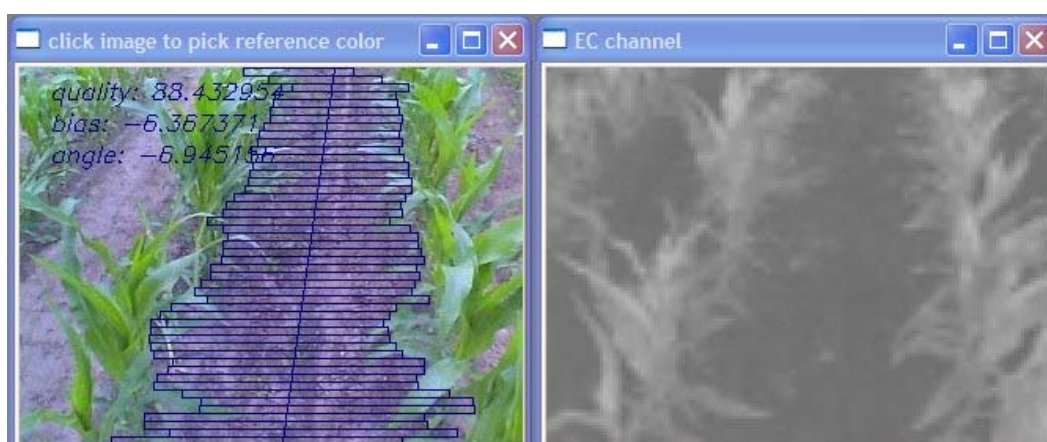 click image to pick reference color
EC channel
quality: 88.432954
bias: -6.367371
angle: -6.945156